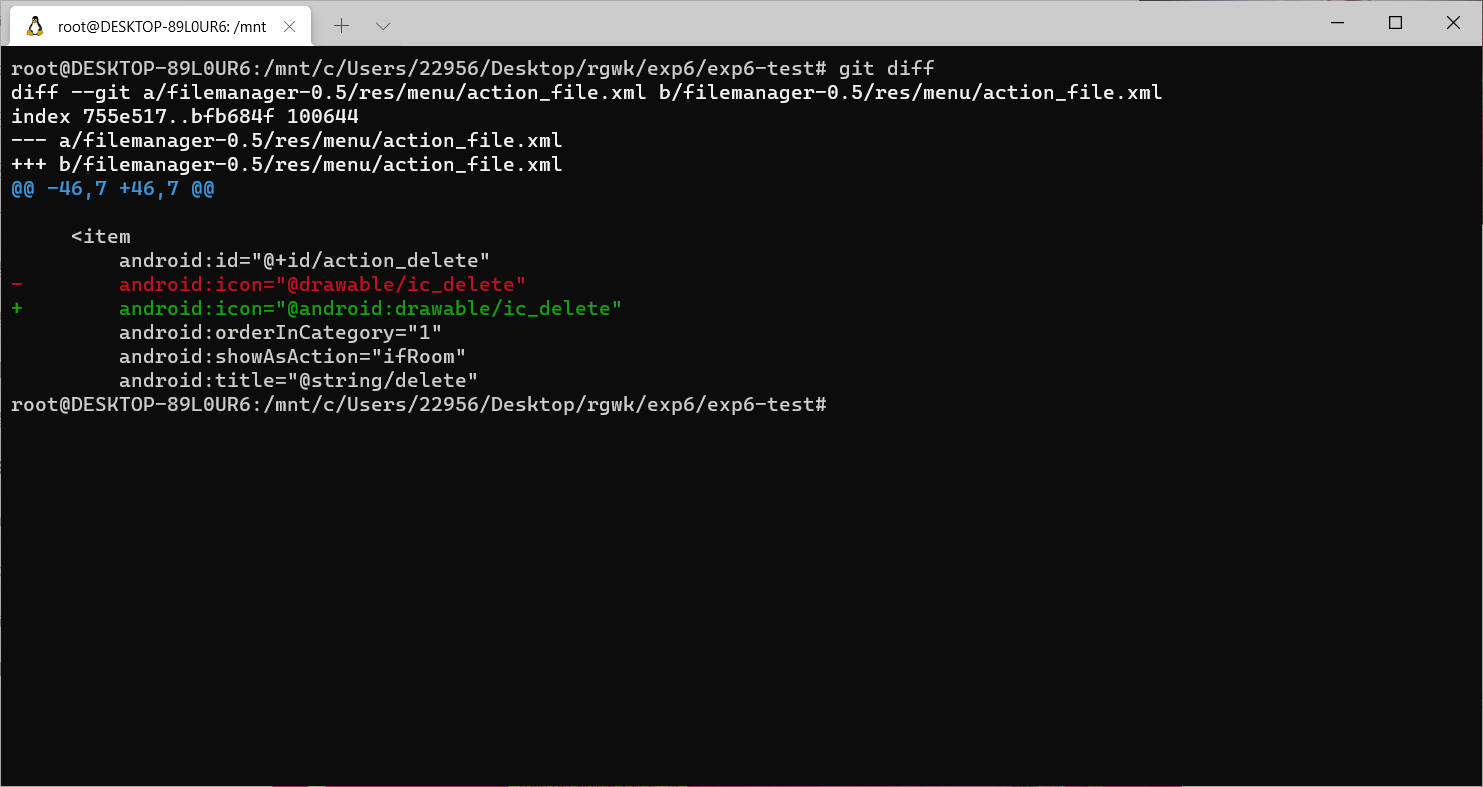 root@DESKTOP-89L0UR6: /mnt
root@DESKTOP-89L0UR6:/mnt/c/Users/22956/Desktop/rgwk/exp6/exp6-test# git diff
diff --git a/filemanager-0.5/res/menu/action_file.xml b/filemanager-0.5/res/menu/action_file.xml
index 755e517..bfb684f 100644
--- a/filemanager-0.5/res/menu/action_file.xml
+++ b/filemanager-0.5/res/menu/action_file.xml
@@ -46,7 +46,7 @@
     <item
         android:id="@+id/action_delete"
-        android:icon="@drawable/ic_delete"
+        android:icon="@android:drawable/ic_delete"
         android:orderInCategory="1"
         android:showAsAction="ifRoom"
         android:title="@string/delete"
root@DESKTOP-89L0UR6:/mnt/c/Users/22956/Desktop/rgwk/exp6/exp6-test#